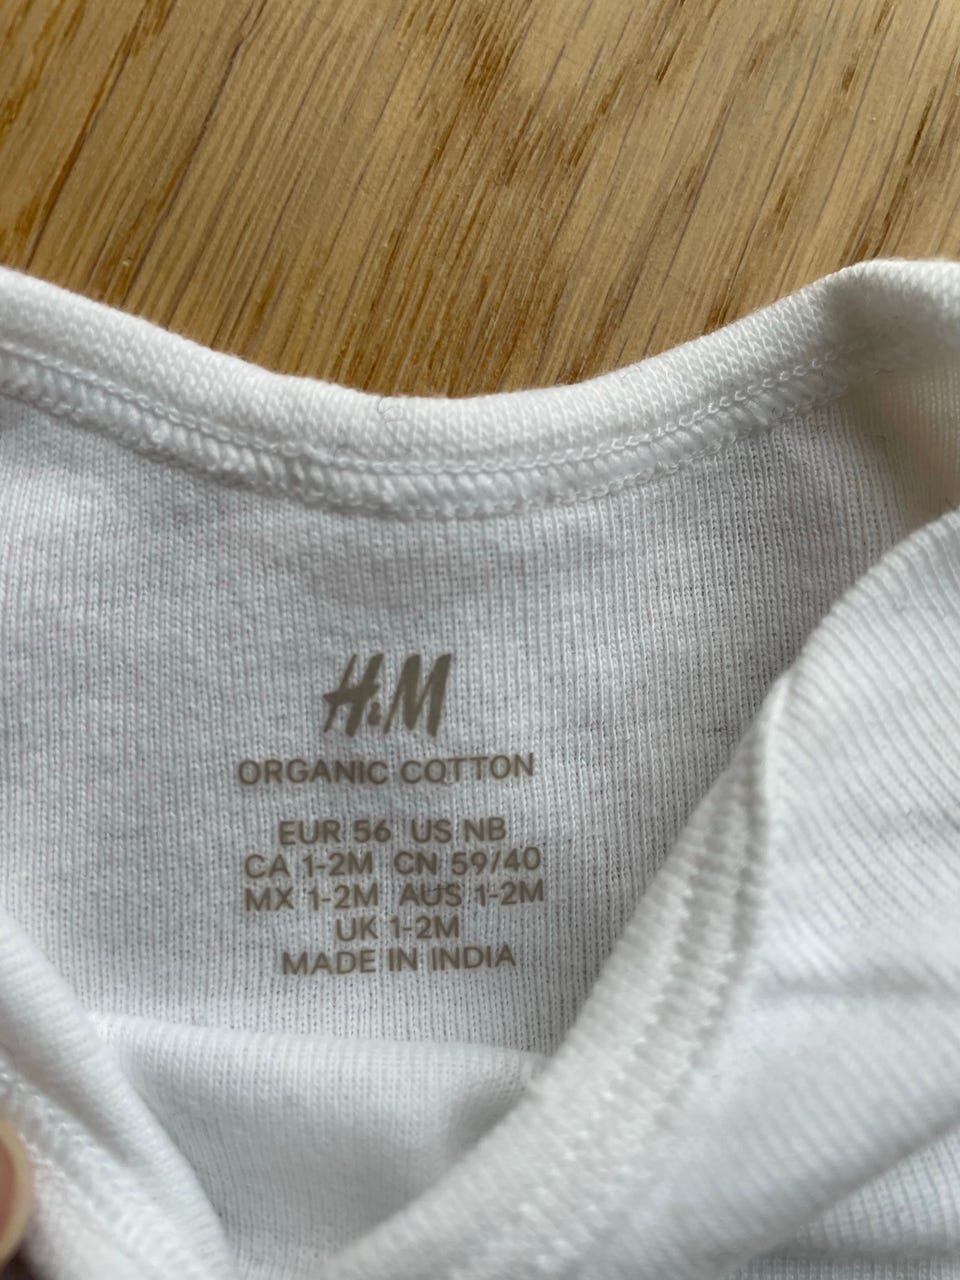 H&M
ORGANIC COTTON
EUR 56 US NB
CA 1-2M CN 59/40
MX 1-2M AUS 1-2M
UK 1-2M
MADE IN INDIA